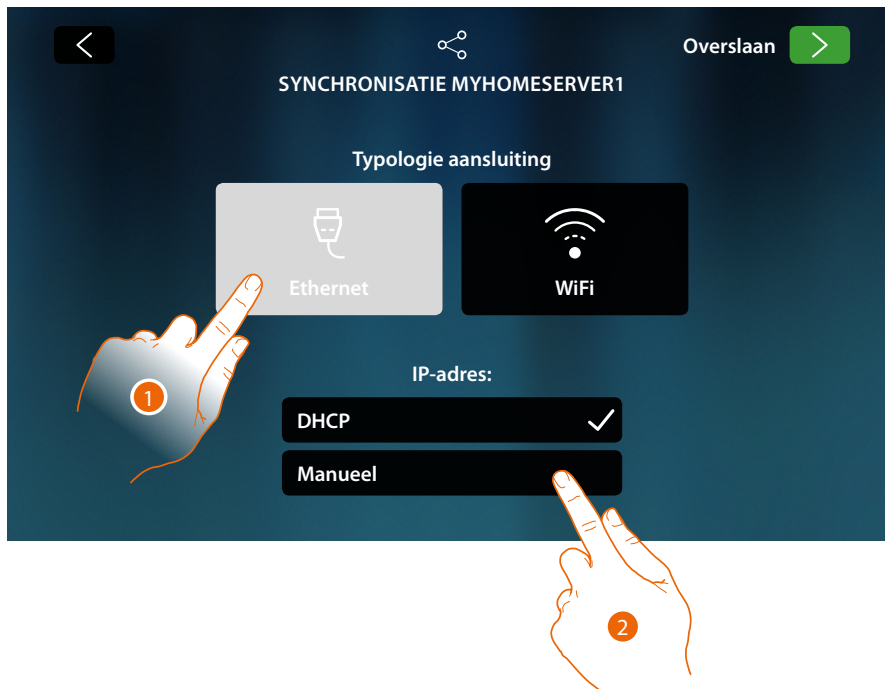 Overslaan
SYNCHRONISATIE MYHOMESERVER1
Typologie aansluiting
Ethernet
WiFi
IP-adres:
1
DHCP
Manueel
2